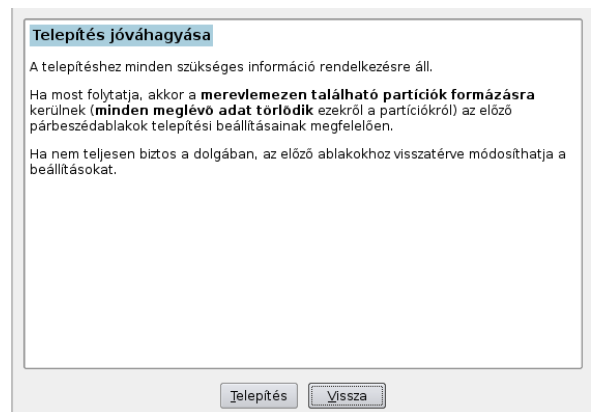 Telepítés jóváhagyása
A telepítéshez minden szükséges információ rendelkezésre áll.
Ha most folytatja, akkor a merevlemezen található partíciók formázásra
kerülnek (minden meglévő adat törlődik ezekről a partíciókról) az előző
párbeszédablakok telepítési beállításainak megfelelően.
Ha nem teljesen biztos a dolgában, az előző ablakokhoz visszatérve módosíthatja a
beállításokat.
Telepítés
Vissza